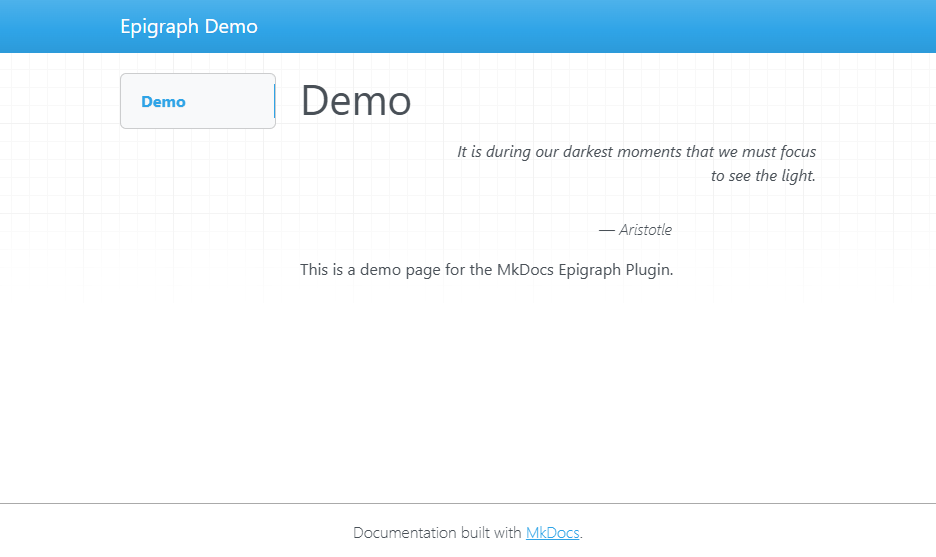 Epigraph Demo
Demo
Demo
It is during our darkest moments that we must focus
to see the light.
— Aristotle
This is a demo page for the MkDocs Epigraph Plugin.
Documentation built with MkDocs.